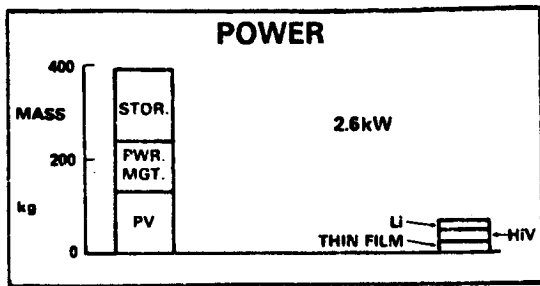 POWER
400
MASS
STOR.
2.6kW
200
PWR.
MGT.
kg
PV
Li
HiV
THIN FILM
0